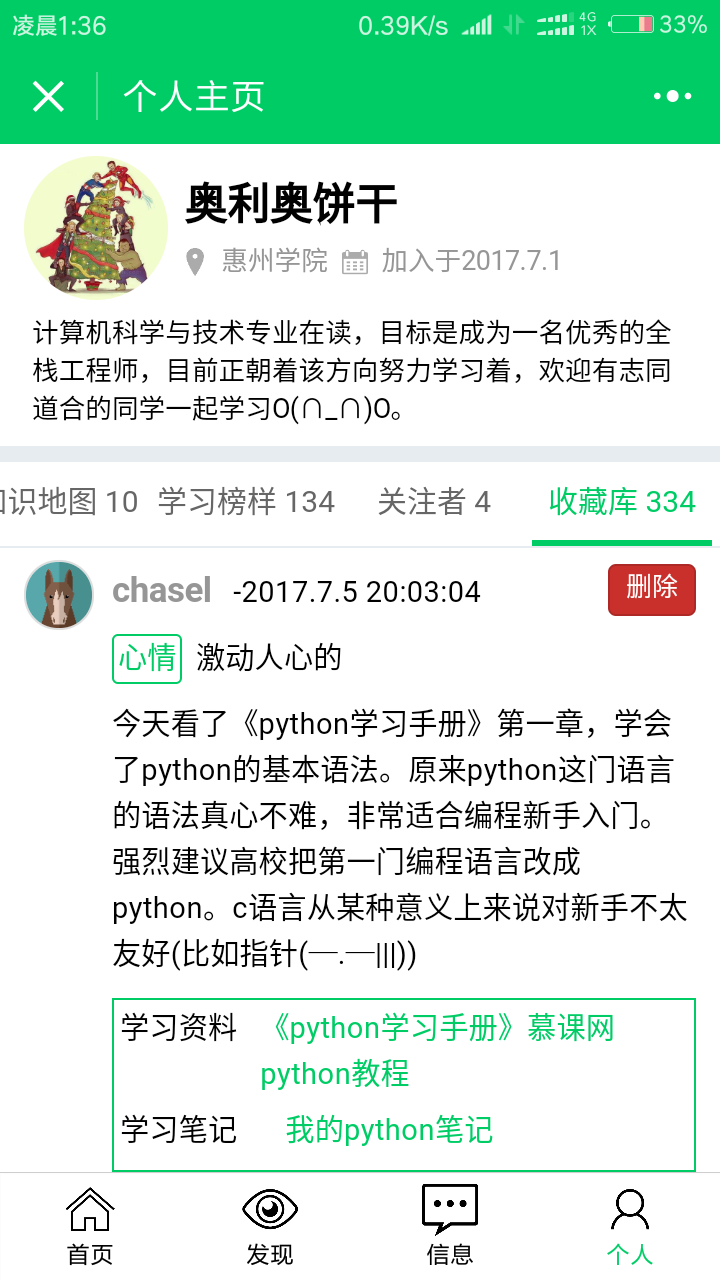 凌晨1:36 0.39K/s 4G 1X 33%
个人主页
奥利奥饼干
惠州学院 加入于2017.7.1
计算机科学与技术专业在读，目标是成为一名优秀的全
栈工程师，目前正朝着该方向努力学习着，欢迎有志同
道合的同学一起学习O(∩_∩)O。
识地图 10 学习榜样 134 关注者 4 收藏库 334
chasel -2017.7.5 20:03:04 删除
心情 激动人心的
今天看了《python学习手册》第一章，学会
了python的基本语法。原来python这门语言
的语法真心不难，非常适合编程新手入门。
强烈建议高校把第一门编程语言改成
python。c语言从某种意义上来说对新手不太
友好(比如指针(—.—|||))
学习资料 《python学习手册》慕课网
python教程
学习笔记 我的python笔记
首页 发现 信息 个人